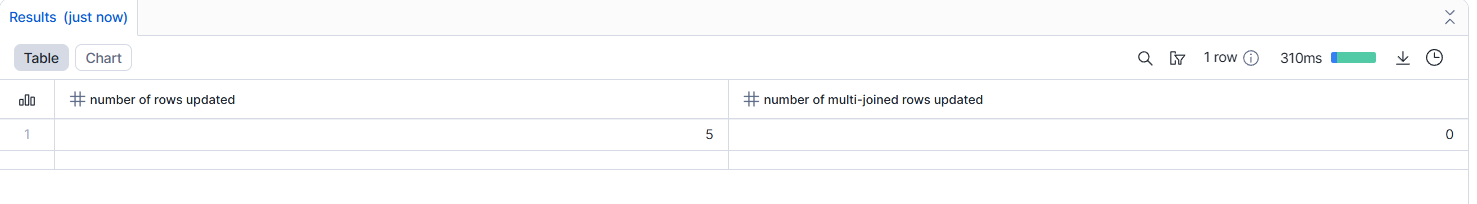 Results (just now)
Table Chart 1 row 310ms
number of rows updated number of multi-joined rows updated
1 5 0